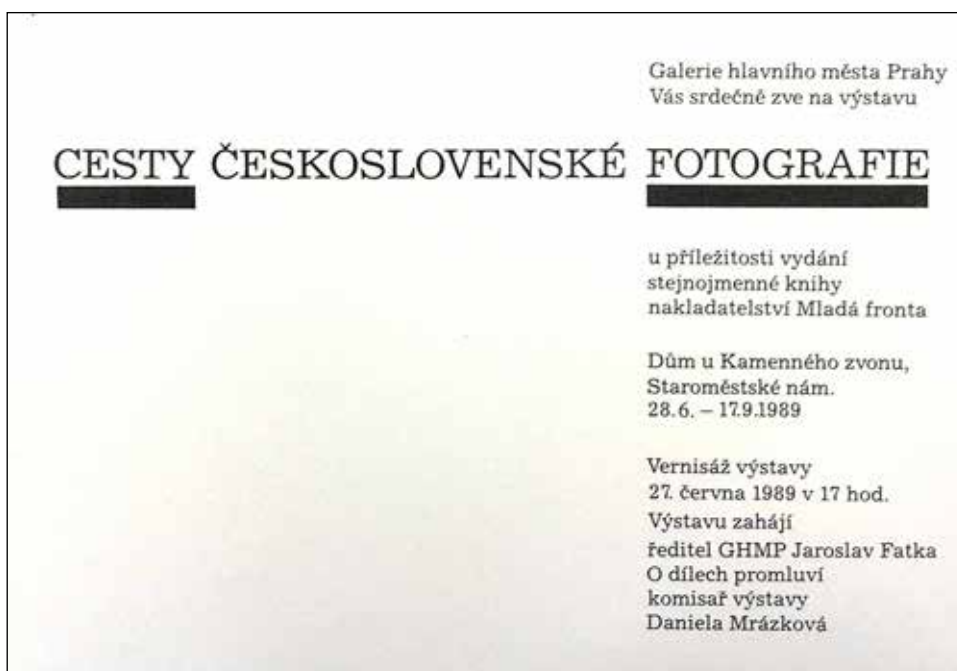 Galerie hlavního města Prahy
Vás srdečně zve na výstavu
CESTY ČESKOSLOVENSKÉ FOTOGRAFIE
u příležitosti vydání
stejnojmenné knihy
nakladatelství Mladá fronta
Dům u Kamenného zvonu,
Staroměstské nám.
28.6. – 17.9.1989
Vernisáž výstavy
27. června 1989 v 17 hod.
Výstavu zahájí
ředitel GHMP Jaroslav Fatka
O dílech promluví
komisař výstavy
Daniela Mrázková